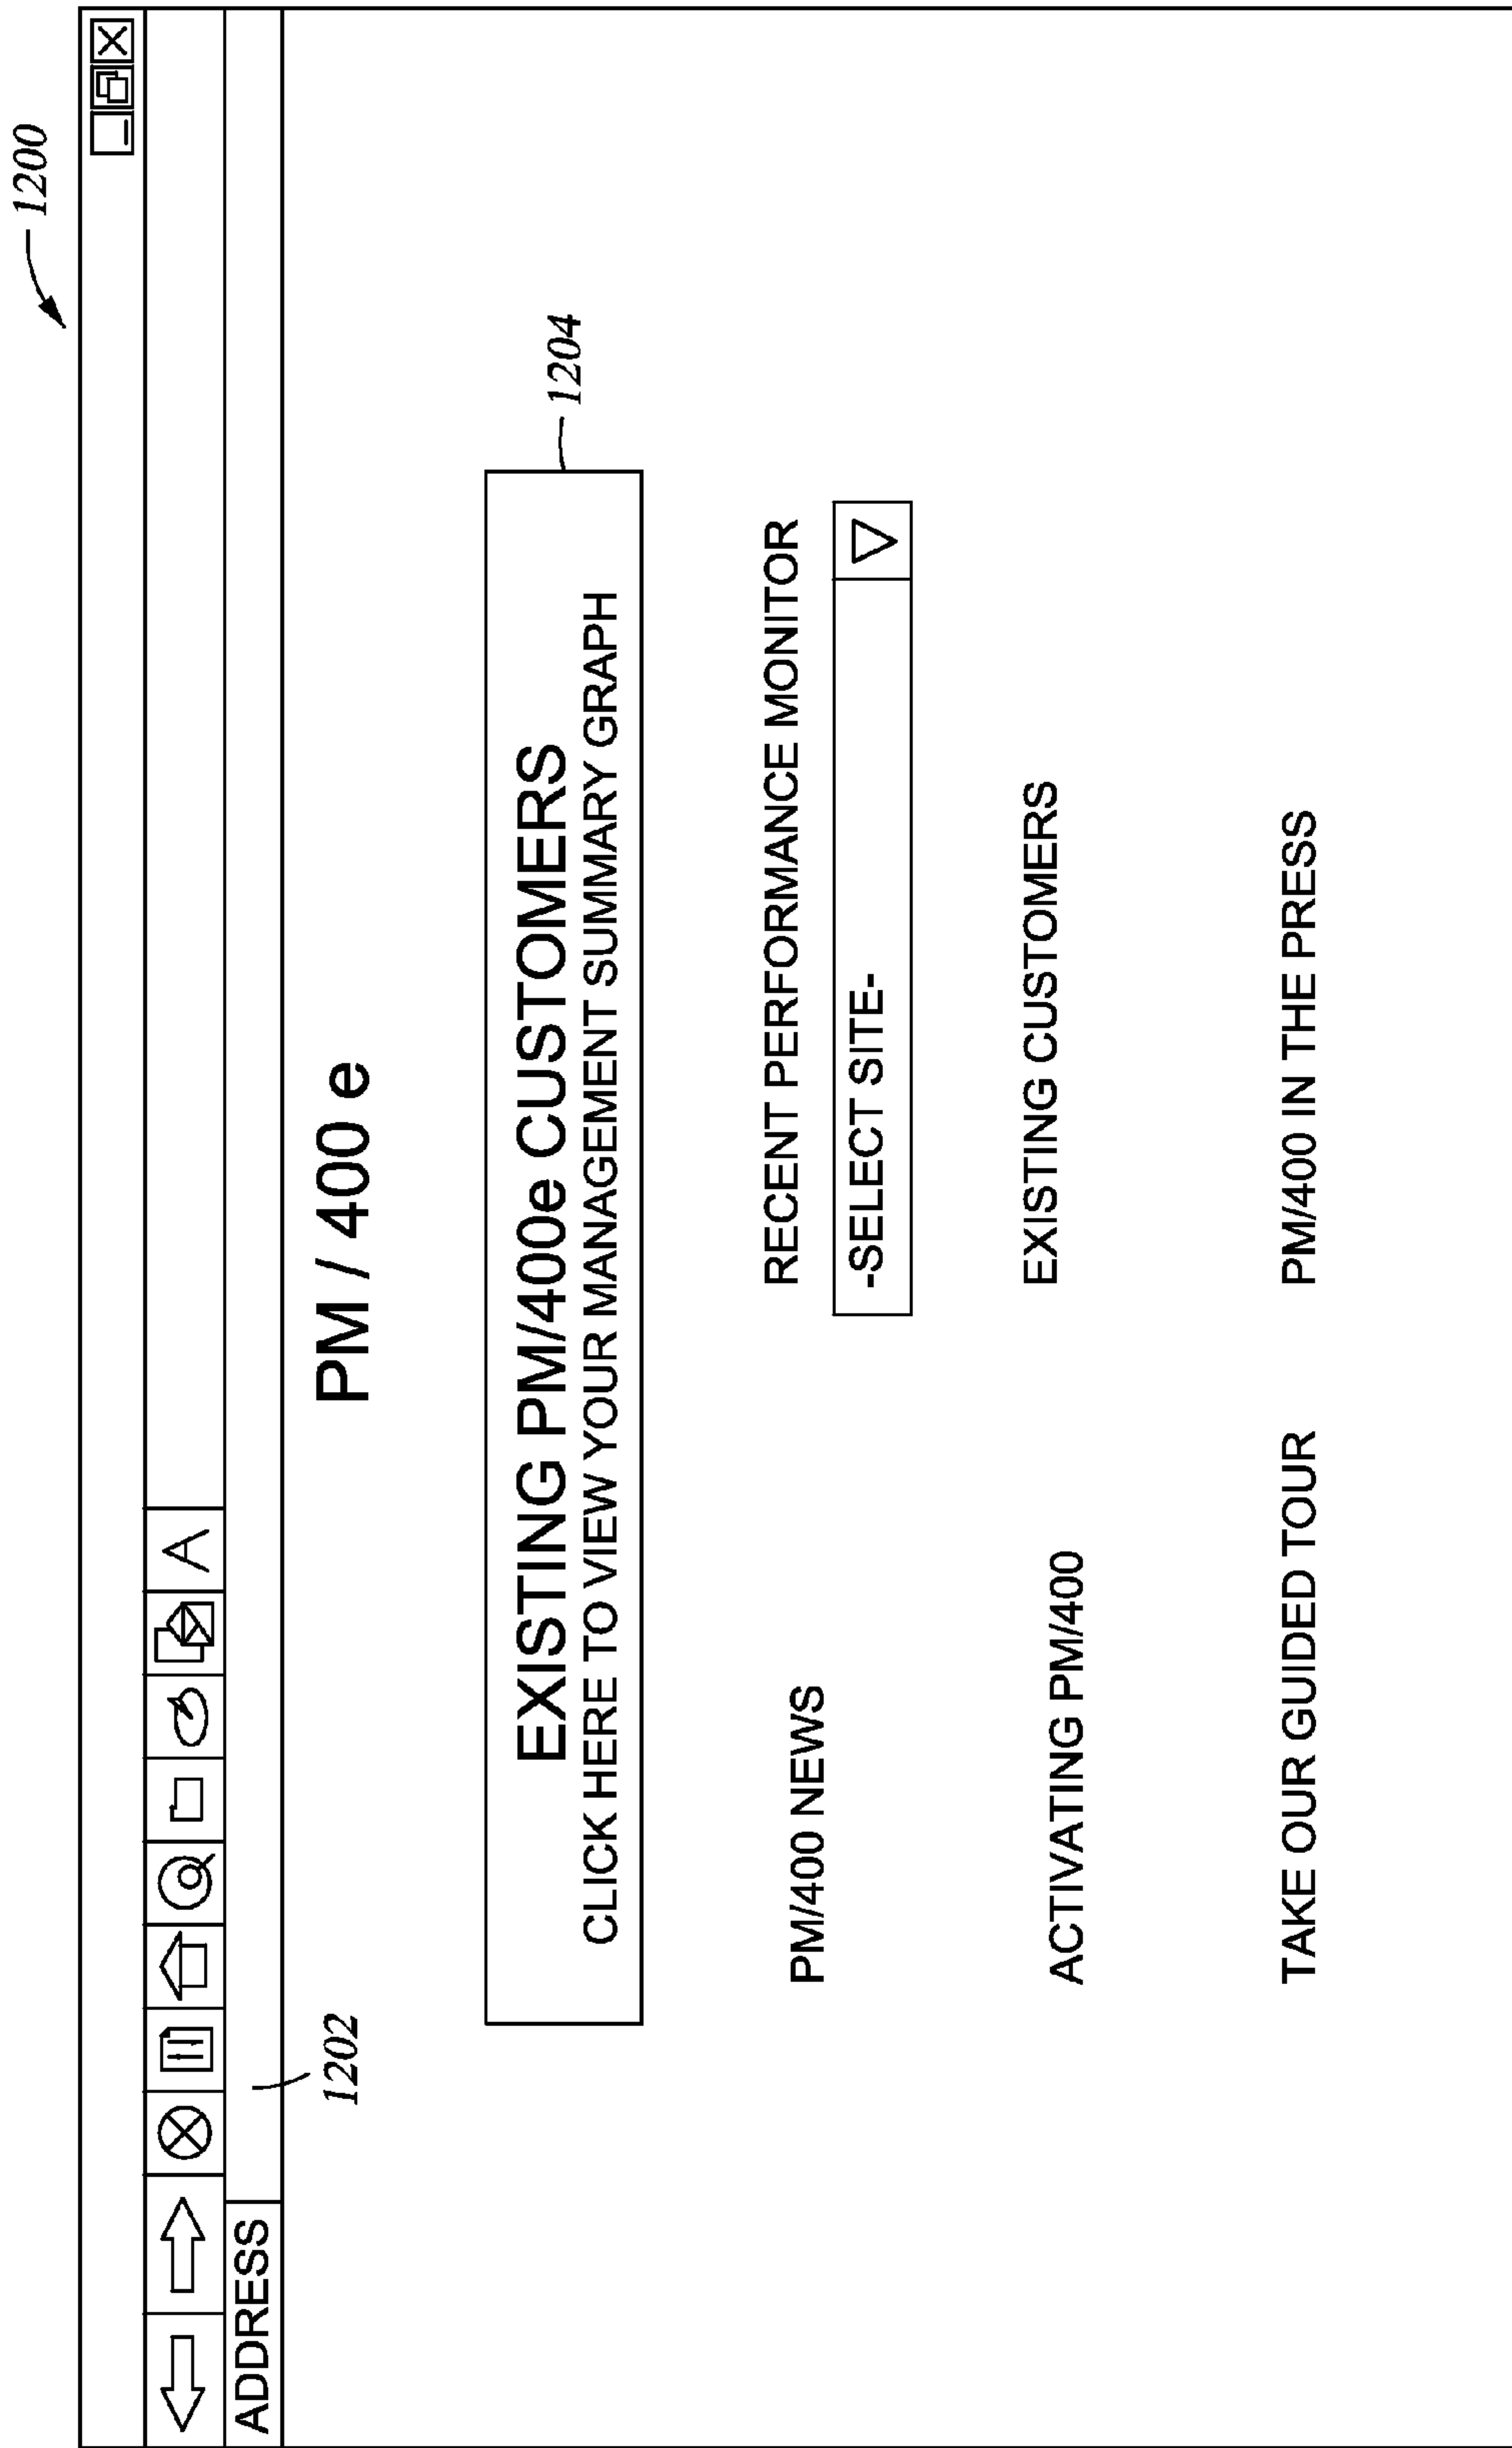 1200
ADDRESS
1202
PM / 400 e
EXISTING PM/400e CUSTOMERS
CLICK HERE TO VIEW YOUR MANAGEMENT SUMMARY GRAPH
1204
PM/400 NEWS
RECENT PERFORMANCE MONITOR
-SELECT SITE-
ACTIVATING PM/400
EXISTING CUSTOMERS
TAKE OUR GUIDED TOUR
PM/400 IN THE PRESS